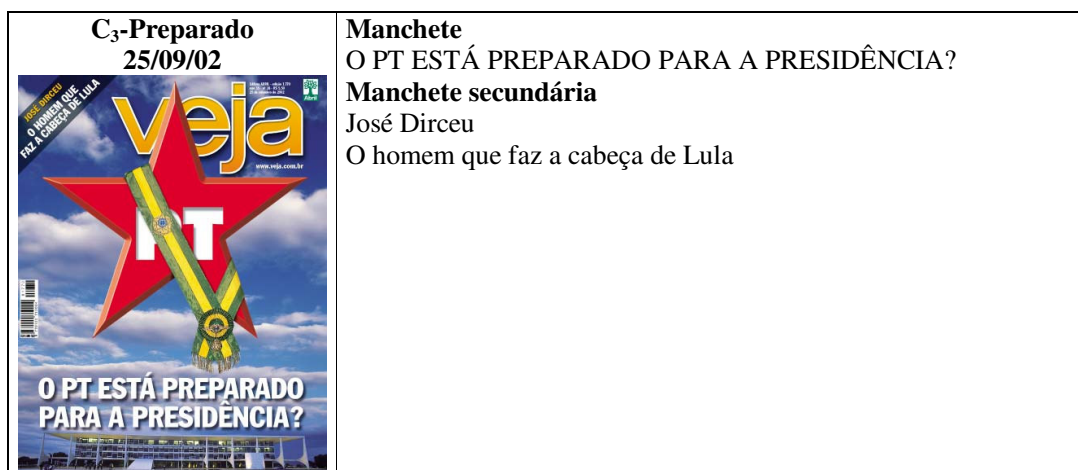 C₃-Preparado
25/09/02
JOSÉ DIRCEU
O HOMEM QUE
FAZ A CABEÇA DE LULA
Abril
veja
www.veja.com.br
PT
O PT ESTÁ PREPARADO
PARA A PRESIDÊNCIA?
Manchete
O PT ESTÁ PREPARADO PARA A PRESIDÊNCIA?
Manchete secundária
José Dirceu
O homem que faz a cabeça de Lula